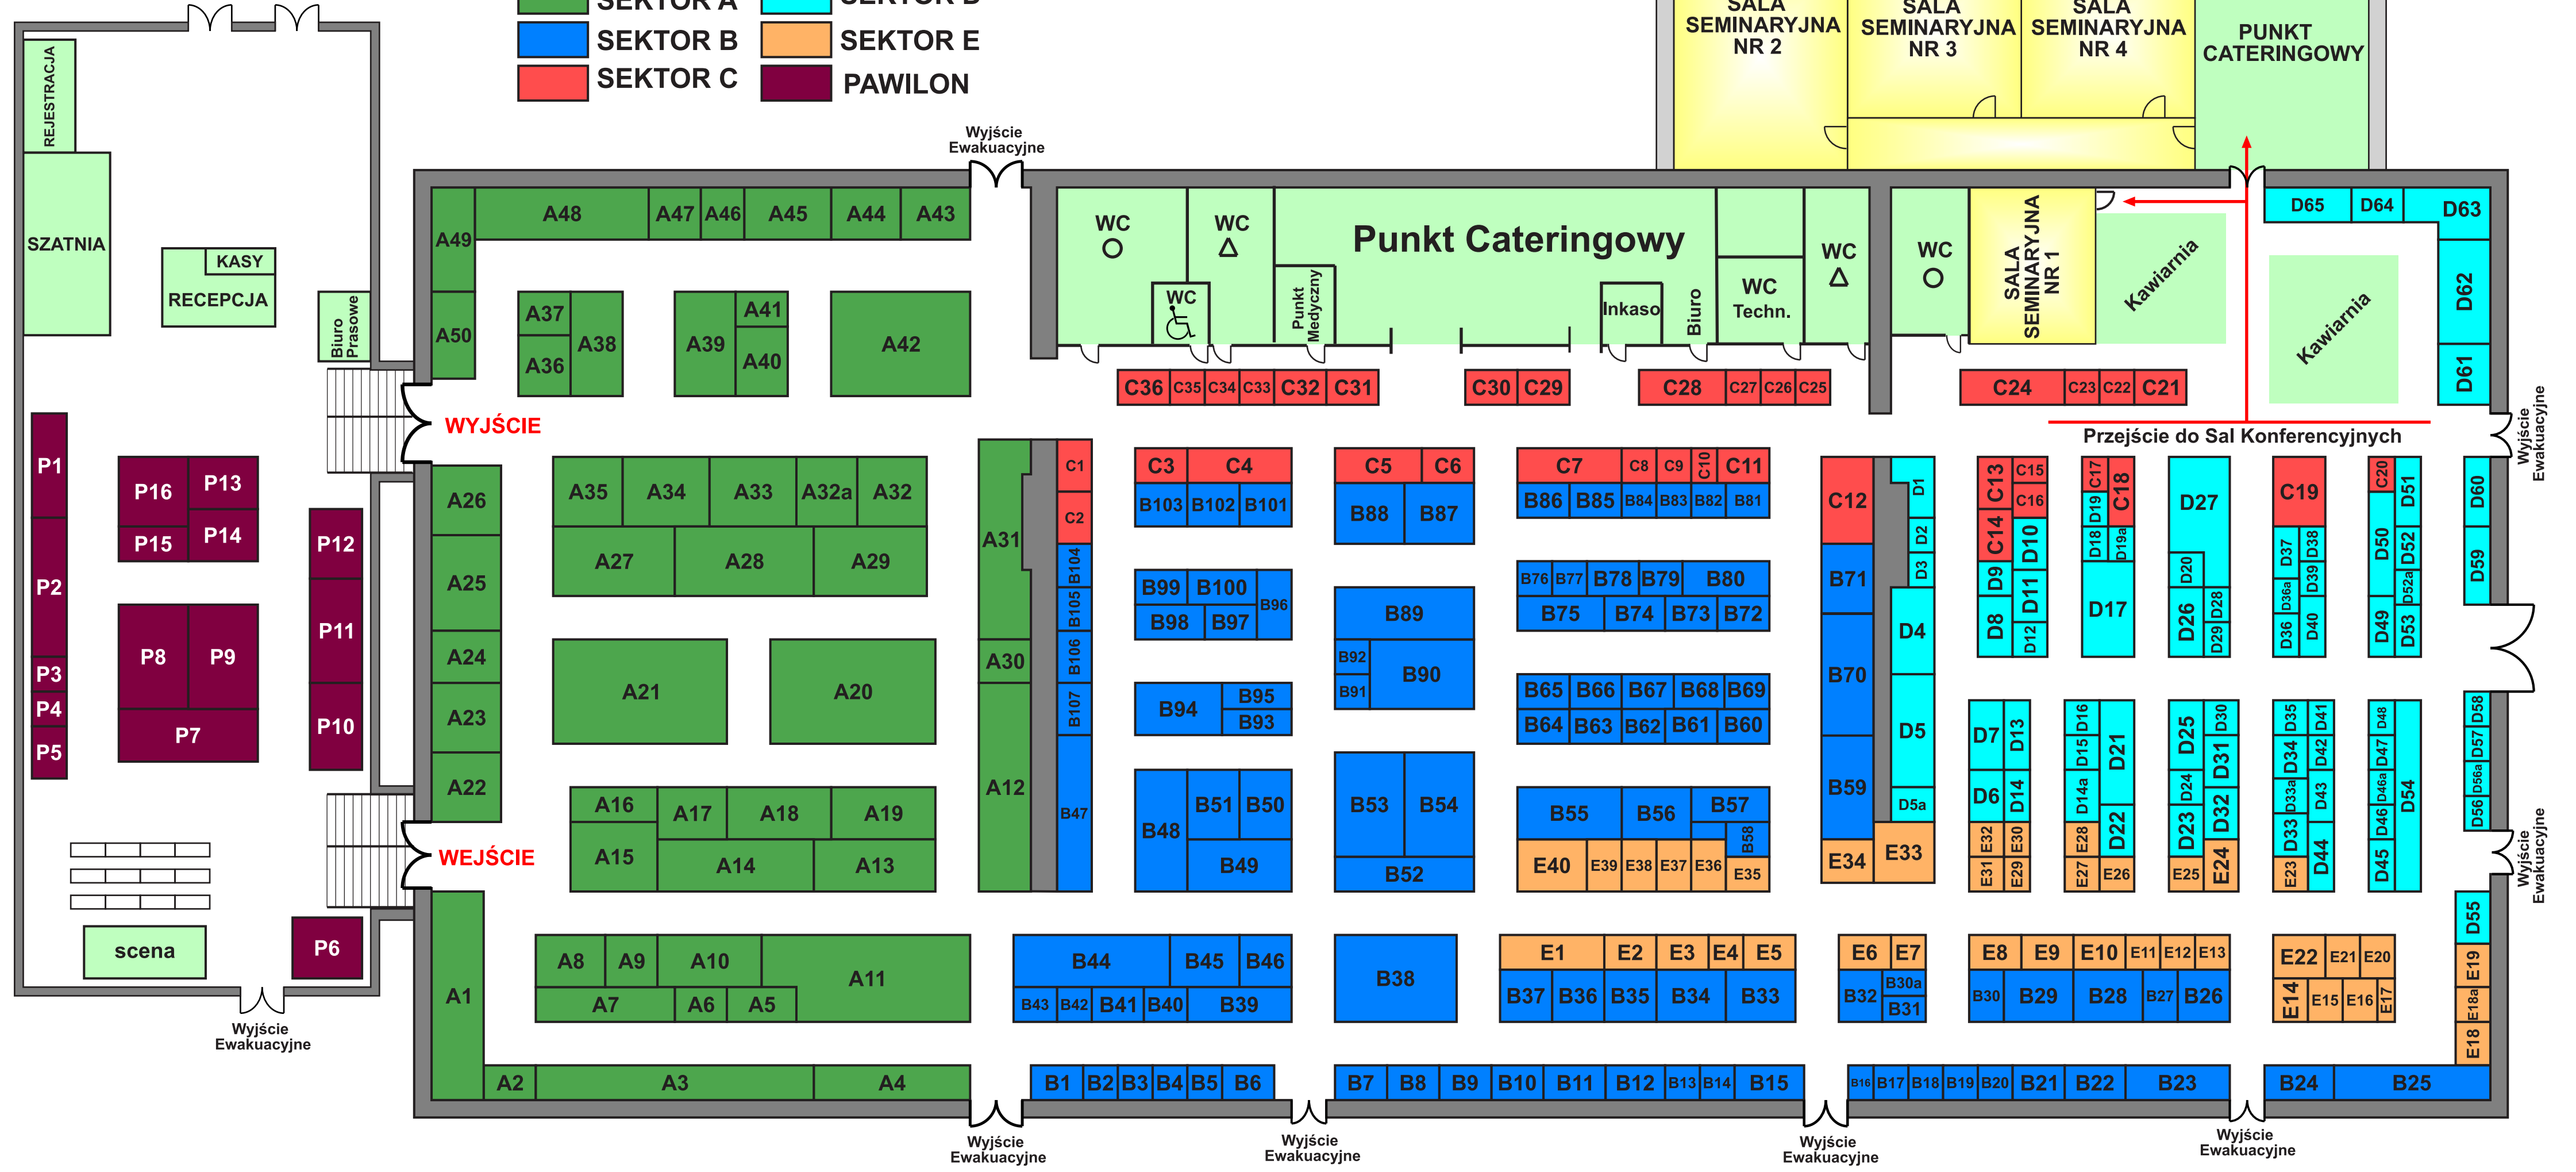 SEKTOR A
SEKTOR D
SEKTOR B
SEKTOR E
SEKTOR C
PAWILON
SALA
SEMINARYJNA
NR 2
SALA
SEMINARYJNA
NR 3
SALA
SEMINARYJNA
NR 4
PUNKT
CATERINGOWY
REJESTRACJA
SZATNIA
KASY
RECEPCJA
Biuro
Prasowe
Wyjście
Ewakuacyjne
A48
A47
A46
A45
A44
A43
A49
A50
A37
A36
A38
A39
A41
A40
A42
WC
WC
WC
Punkt
Medyczny
Punkt Cateringowy
Inkaso
Biuro
WC
Techn.
WC
WC
SALA
SEMINARYJNA
NR 1
Kawiarnia
Kawiarnia
D65
D64
D63
D62
D61
C36
C35
C34
C33
C32
C31
C30
C29
C28
C27
C26
C25
C24
C23
C22
C21
WYJŚCIE
Przejście do Sal Konferencyjnych
Wyjście
Ewakuacyjne
P1
P2
P3
P4
P5
P16
P13
P15
P14
P8
P9
P7
P12
P11
P10
P6
scena
Wyjście
Ewakuacyjne
A26
A25
A24
A23
A22
WEJŚCIE
A35
A34
A33
A32a
A32
A27
A28
A29
A21
A20
A16
A15
A17
A18
A19
A14
A13
A31
A30
A12
C1
C2
B104
B105
B106
B107
B47
C3
C4
B103
B102
B101
B99
B100
B96
B98
B97
B94
B95
B93
B48
B51
B50
B49
C5
C6
B88
B87
B89
B92
B91
B90
B53
B54
B52
C7
C8
C9
C10
C11
B86
B85
B84
B83
B82
B81
B76
B77
B78
B79
B80
B75
B74
B73
B72
B65
B66
B67
B68
B69
B64
B63
B62
B61
B60
B55
B56
B57
B58
E40
E39
E38
E37
E36
E35
C12
B71
B70
B59
E34
E33
D1
D2
D3
D4
D5
D5a
C13
C15
C16
C14
D10
D9
D11
D8
D12
C17
C18
D19
D18
D19a
D17
D27
D20
D26
D28
D29
C19
D37
D38
D39
D36a
D36
D40
C20
D51
D50
D52
D52a
D49
D53
D60
D59
D7
D13
D6
D14
E32
E30
E31
E29
D16
D15
D21
D14a
D22
E28
E27
E26
D25
D30
D31
D24
D32
D23
E25
E24
D35
D41
D34
D42
D33a
D43
D33
D44
E23
D48
D47
D46a
D46
D45
D54
D58
D57
D56a
D56
Wyjście
Ewakuacyjne
D55
E19
E18a
E18
A1
A8
A9
A10
A11
A7
A6
A5
A2
A3
A4
B44
B45
B46
B43
B42
B41
B40
B39
B38
E1
E2
E3
E4
E5
B37
B36
B35
B34
B33
E6
E7
B32
B30a
B31
E8
E9
E10
E11
E12
E13
B30
B29
B28
B27
B26
E22
E21
E20
E14
E15
E16
E17
B1
B2
B3
B4
B5
B6
B7
B8
B9
B10
B11
B12
B13
B14
B15
B16
B17
B18
B19
B20
B21
B22
B23
B24
B25
Wyjście
Ewakuacyjne
Wyjście
Ewakuacyjne
Wyjście
Ewakuacyjne
Wyjście
Ewakuacyjne